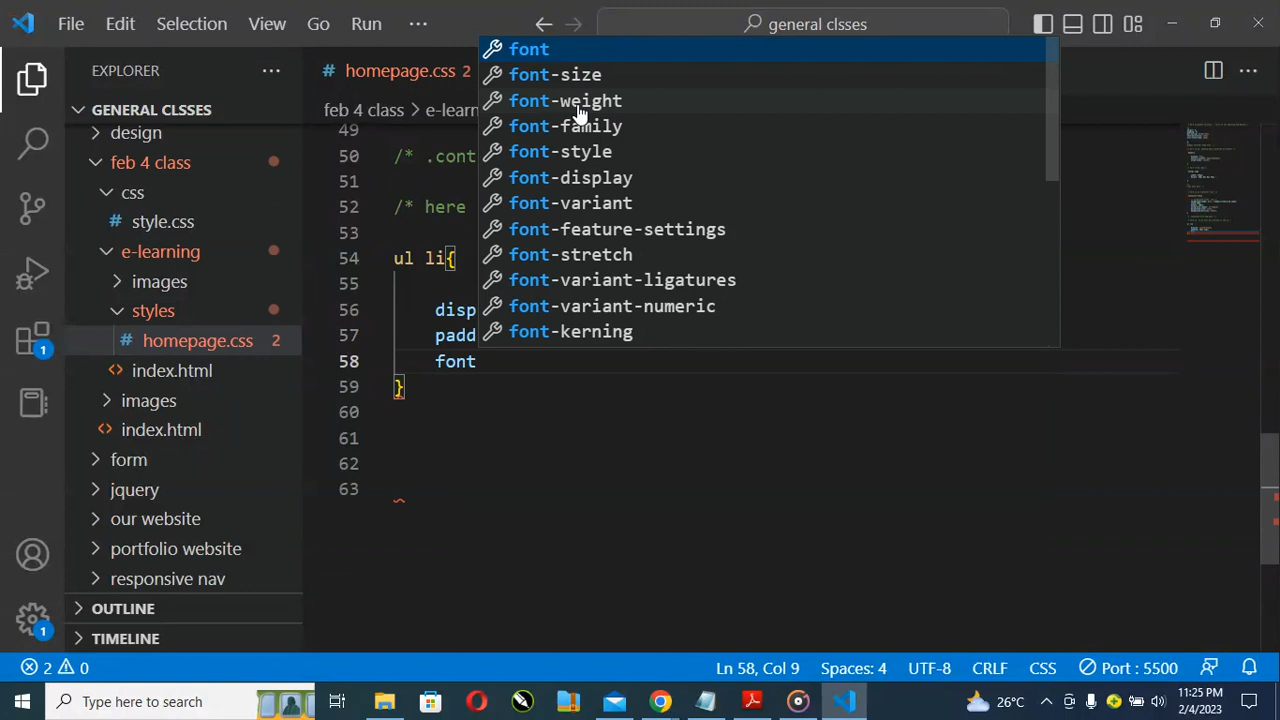 File Edit Selection View Go Run ··· general clsses
EXPLORER ···
# homepage.css 2
GENERAL CLSSES
feb 4 class > e-learn
design
feb 4 class
css
# style.css
e-learning
images
styles
# homepage.css 2
<> index.html
images
<> index.html
form
jquery
our website
portfolio website
responsive nav
OUTLINE
TIMELINE
font
font-size
font-weight
font-family
font-style
font-display
font-variant
font-feature-settings
font-stretch
font-variant-ligatures
font-variant-numeric
font-kerning
49
50 /* .cont
51
52 /* here
53
54 ul li{
55
56 disp
57 padd
58 font
59 }
60
61
62
63
1
1
2 0 Ln 58, Col 9 Spaces: 4 UTF-8 CRLF CSS Port : 5500
Type here to search 26°C 11:25 PM
2/4/2023